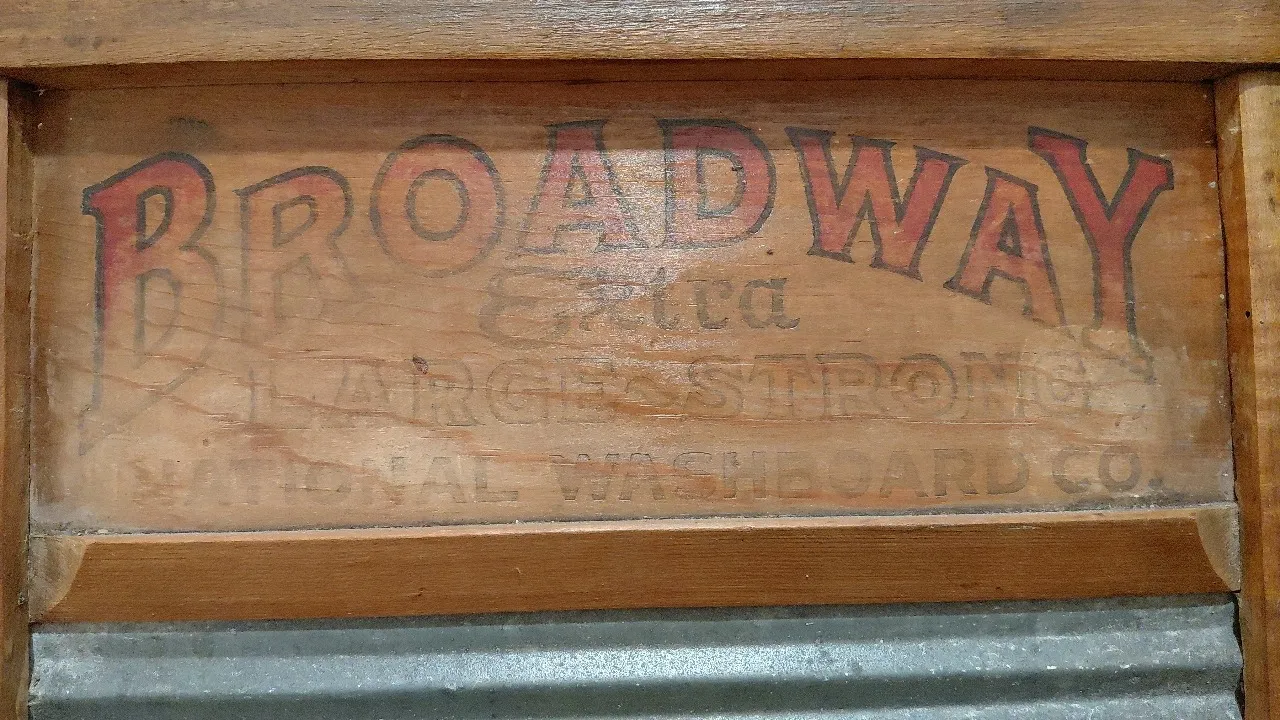 BROADWAY
Extra
LARGE & STRONG
NATIONAL WASHBOARD CO.